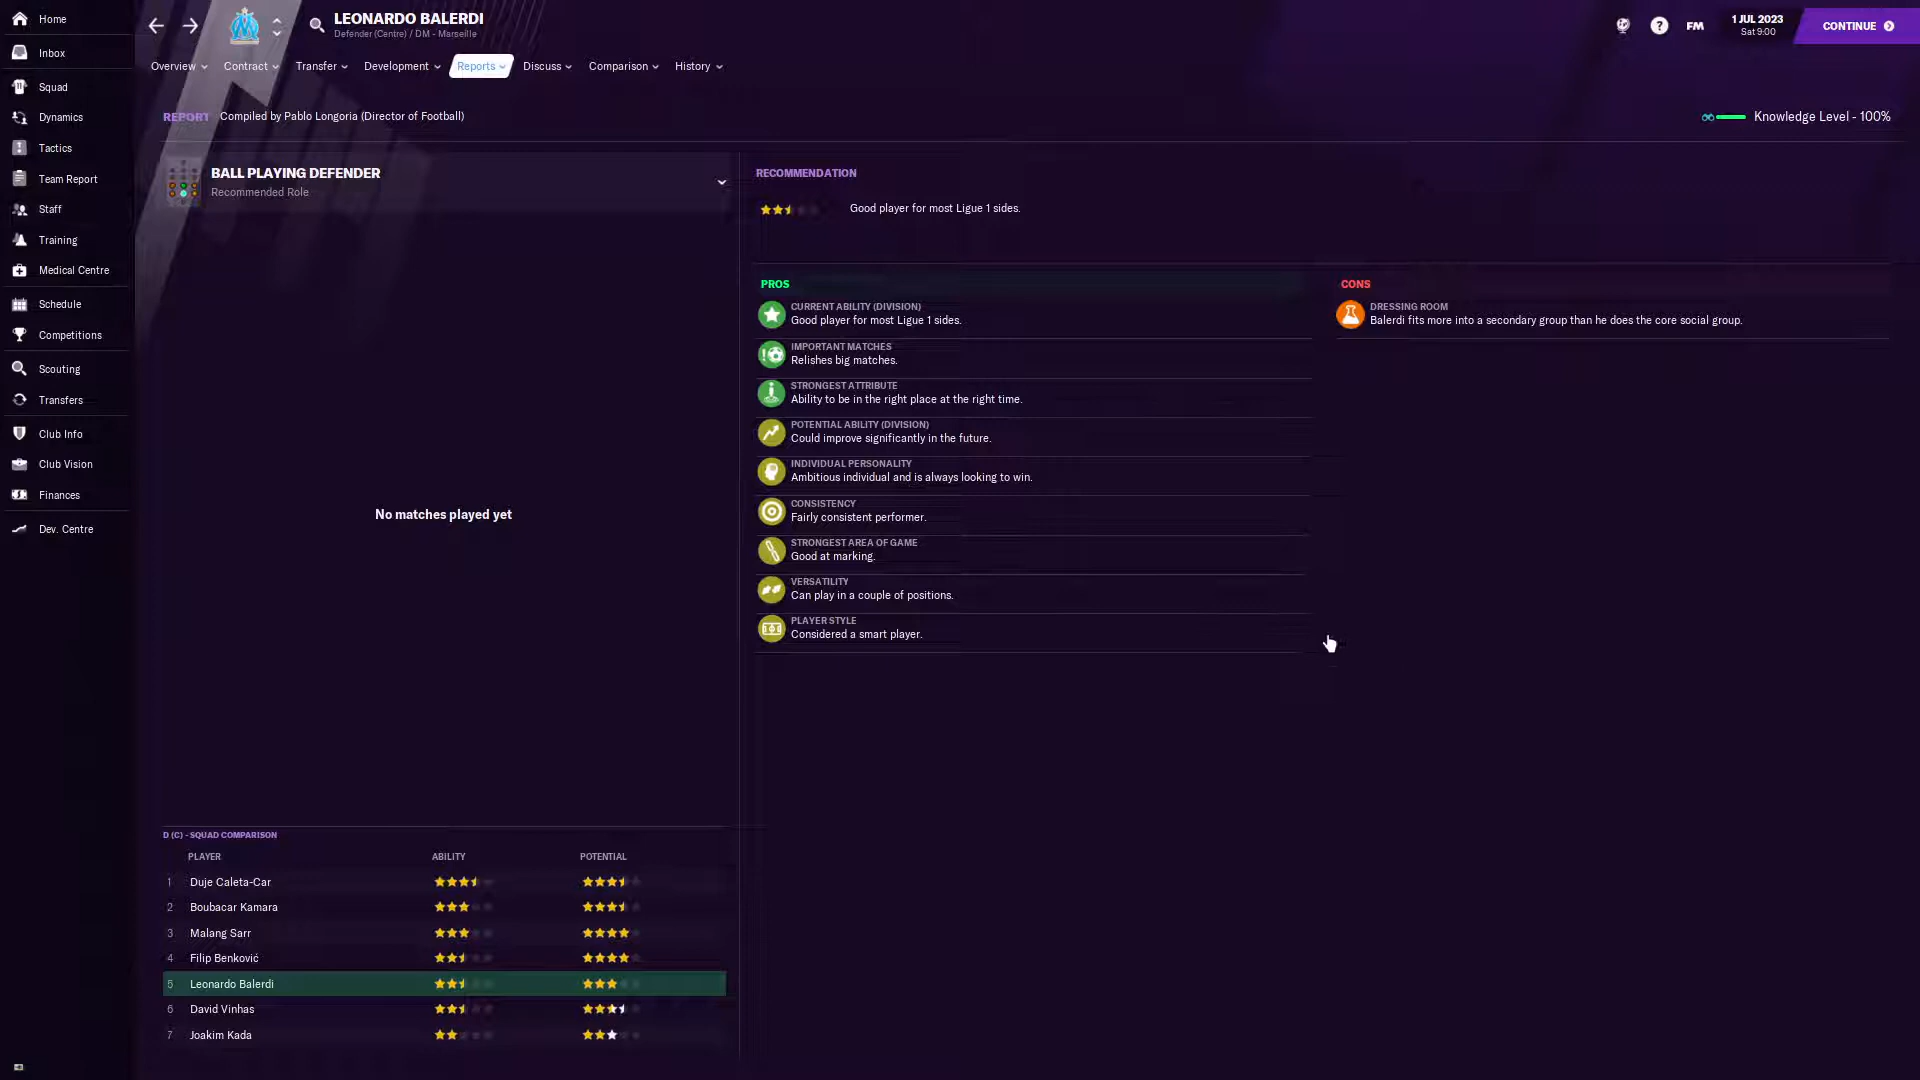 Home
Inbox
Squad
Dynamics
Tactics
Team Report
Staff
Training
Medical Centre
Schedule
Competitions
Scouting
Transfers
Club Info
Club Vision
Finances
Dev. Centre
LEONARDO BALERDI
Defender (Centre) / DM - Marseille
FM
1 JUL 2023
Sat 9:00
CONTINUE
Overview
Contract
Transfer
Development
Reports
Discuss
Comparison
History
REPORT
Compiled by Pablo Longoria (Director of Football)
Knowledge Level - 100%
BALL PLAYING DEFENDER
Recommended Role
No matches played yet
RECOMMENDATION
Good player for most Ligue 1 sides.
PROS
CURRENT ABILITY (DIVISION)
Good player for most Ligue 1 sides.
IMPORTANT MATCHES
Relishes big matches.
STRONGEST ATTRIBUTE
Ability to be in the right place at the right time.
POTENTIAL ABILITY (DIVISION)
Could improve significantly in the future.
INDIVIDUAL PERSONALITY
Ambitious individual and is always looking to win.
CONSISTENCY
Fairly consistent performer.
STRONGEST AREA OF GAME
Good at marking.
VERSATILITY
Can play in a couple of positions.
PLAYER STYLE
Considered a smart player.
CONS
DRESSING ROOM
Balerdi fits more into a secondary group than he does the core social group.
D (C) - SQUAD COMPARISON
PLAYER ABILITY POTENTIAL
1 Duje Caleta-Car
2 Boubacar Kamara
3 Malang Sarr
4 Filip Benković
5 Leonardo Balerdi
6 David Vinhas
7 Joakim Kada